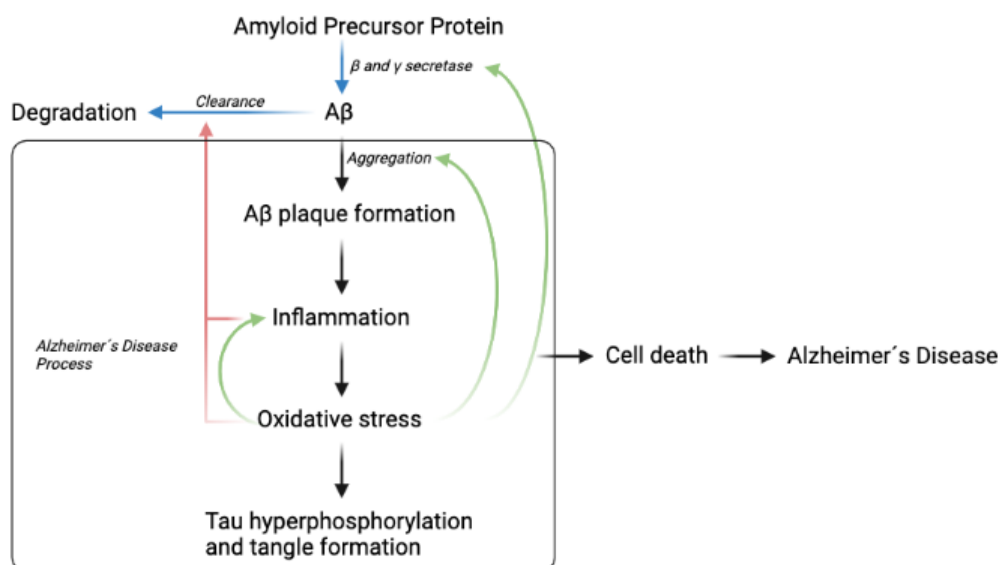 Amyloid Precursor Protein
β and γ secretase
Degradation
Clearance
Aβ
Aggregation
Aβ plaque formation
Inflammation
Alzheimer´s Disease
Process
Cell death
Alzheimer´s Disease
Oxidative stress
Tau hyperphosphorylation
and tangle formation